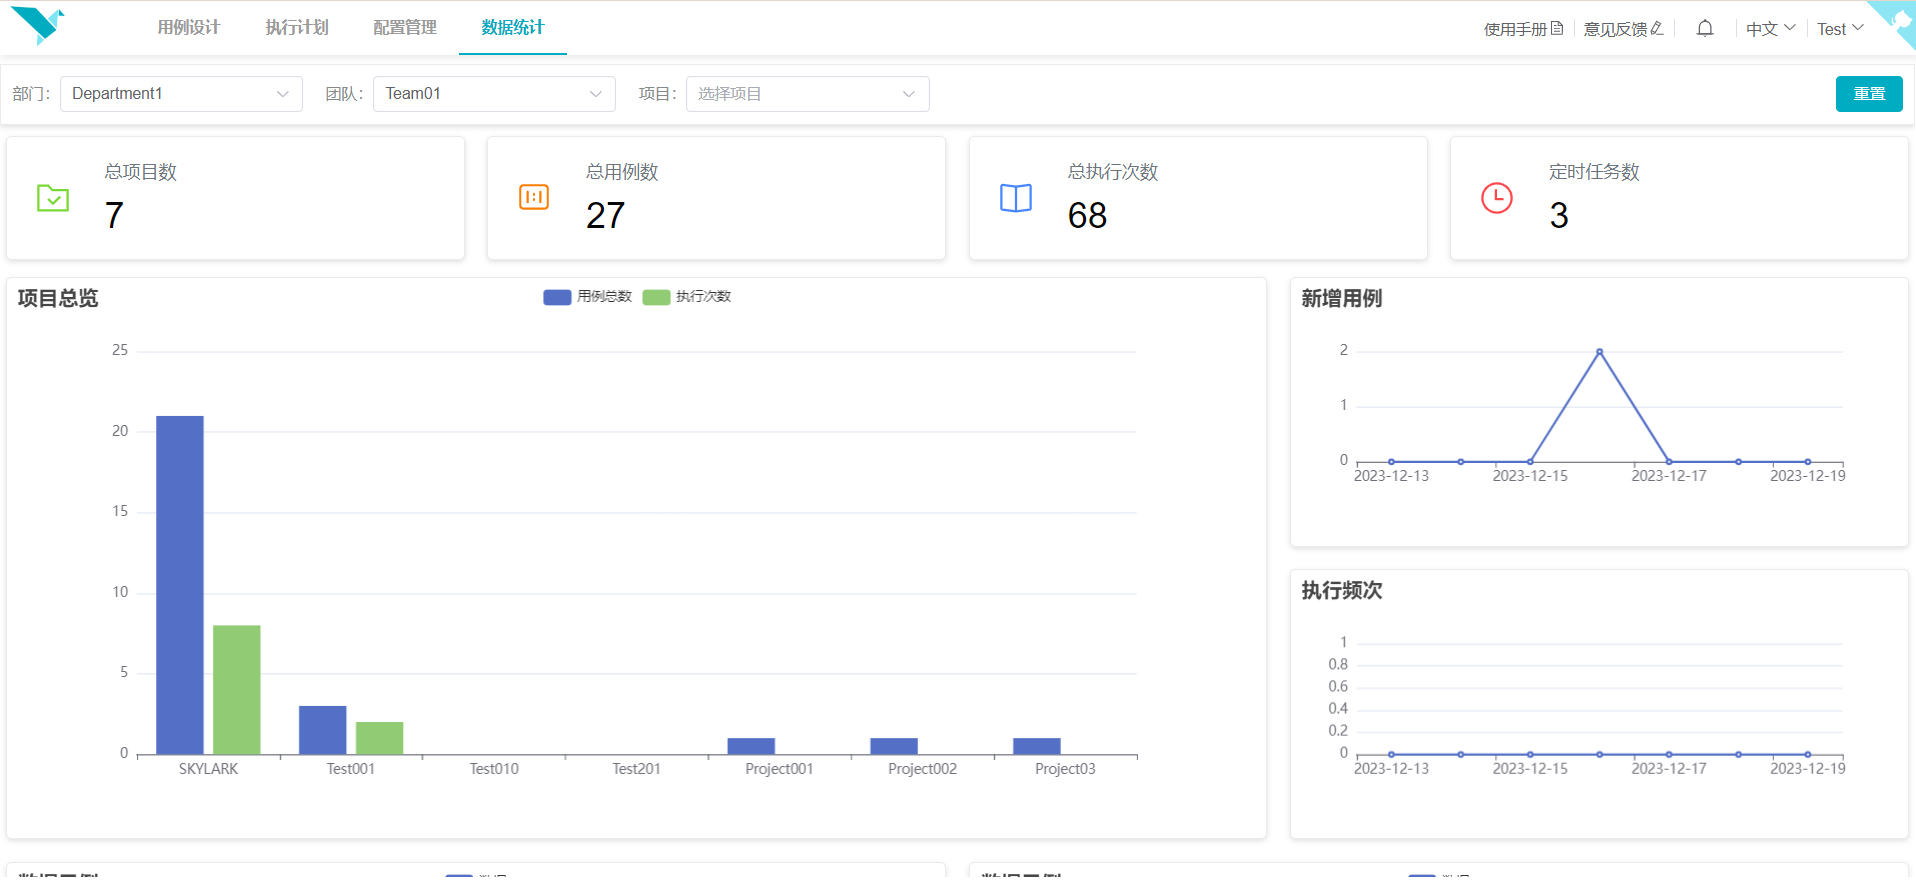 用例设计 执行计划 配置管理 数据统计 使用手册 意见反馈 中文 Test
部门： Department1 团队： Team01 项目： 选择项目 重置
总项目数 总用例数 总执行次数 定时任务数
7 27 68 3
项目总览 用例总数 执行次数
25
20
15
10
5
0
SKYLARK Test001 Test010 Test201 Project001 Project002 Project03
新增用例
2
1
0
2023-12-13 2023-12-15 2023-12-17 2023-12-19
执行频次
1
0.8
0.6
0.4
0.2
0
2023-12-13 2023-12-15 2023-12-17 2023-12-19